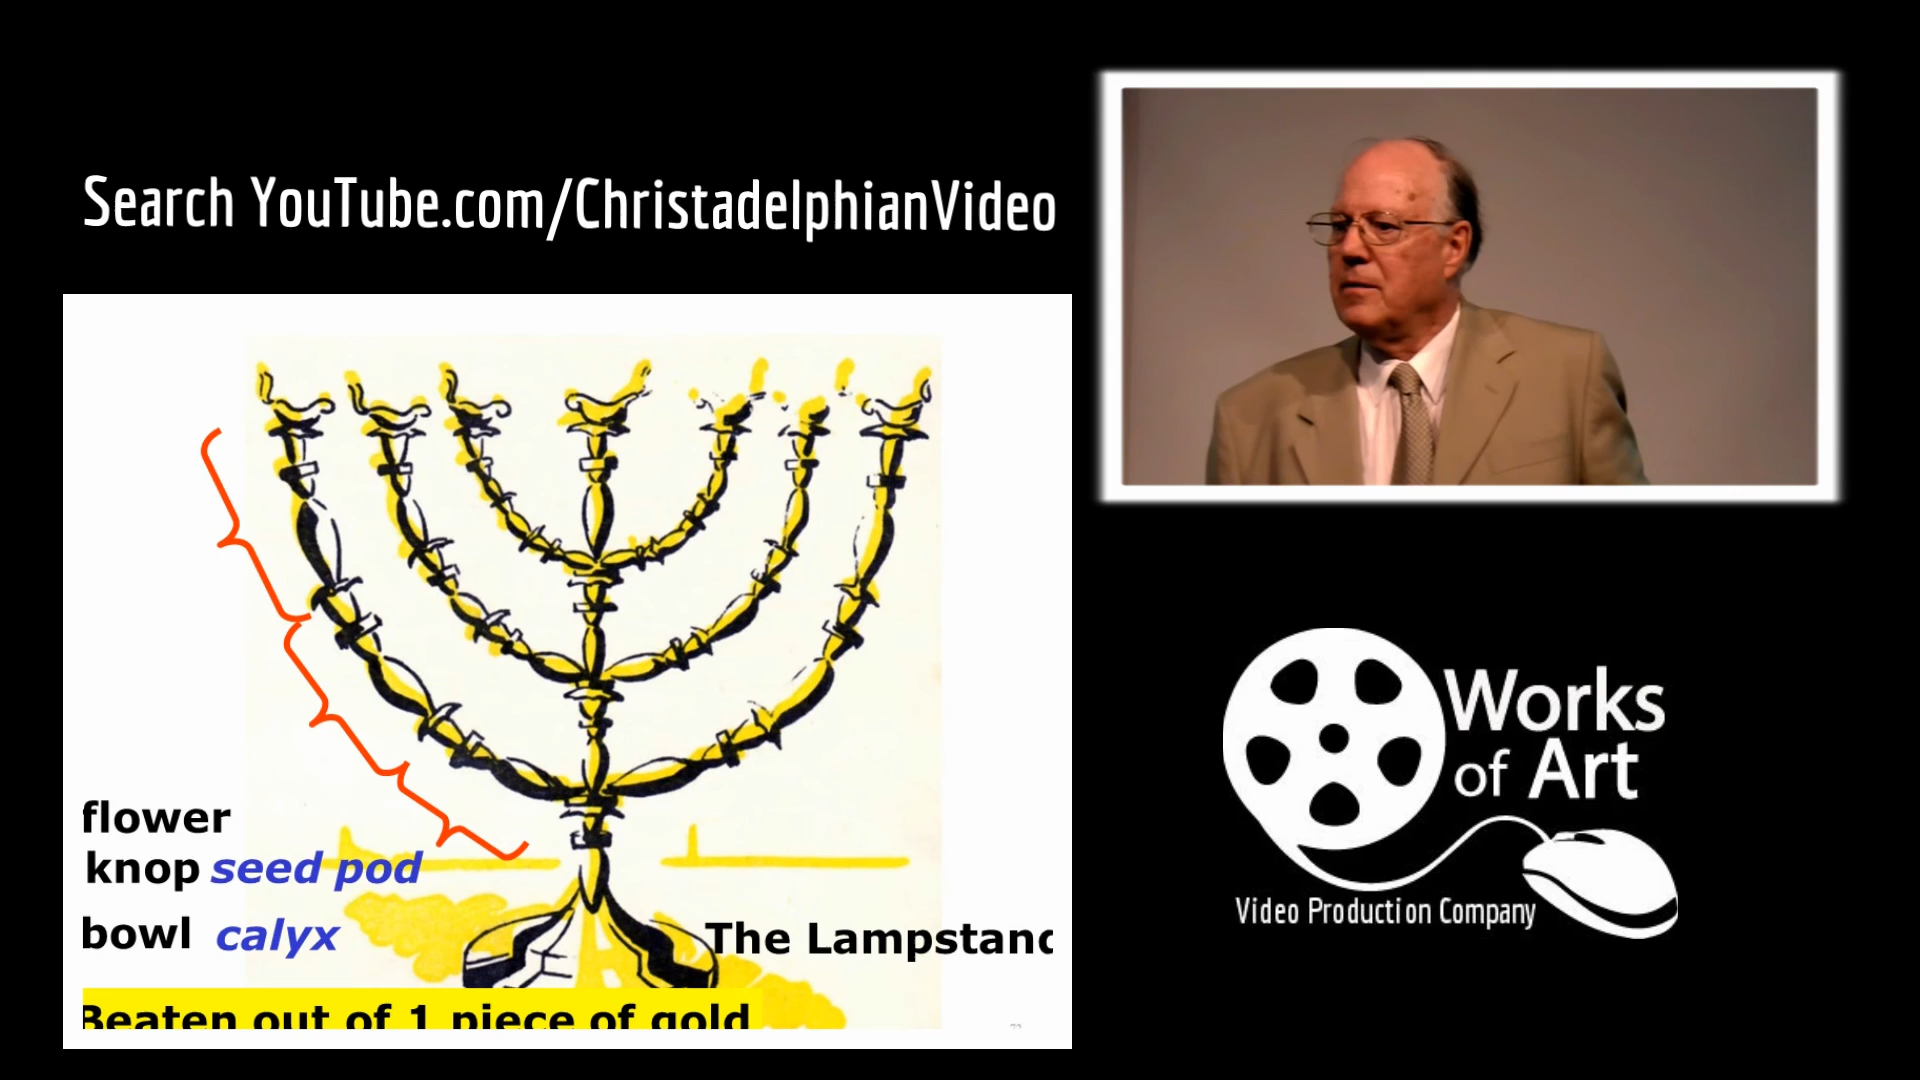 Search YouTube.com/ChristadelphianVideo
flower
knop seed pod
bowl calyx
The Lampstand
Beaten out of 1 piece of gold
Works
of Art
Video Production Company